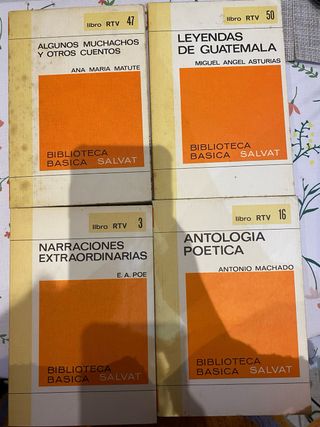 libro RTV 47
ALGUNOS MUCHACHOS
Y OTROS CUENTOS
ANA MARIA MATUTE
BIBLIOTECA
BASICA SALVAT
libro RTV 50
LEYENDAS
DE GUATEMALA
MIGUEL ANGEL ASTURIAS
BIBLIOTECA
BASICA SALVAT
libro RTV 3
NARRACIONES
EXTRAORDINARIAS
E. A. POE
BIBLIOTECA
BASICA SALVAT
libro RTV 16
ANTOLOGIA
POETICA
ANTONIO MACHADO
BIBLIOTECA
BASICA SALVAT